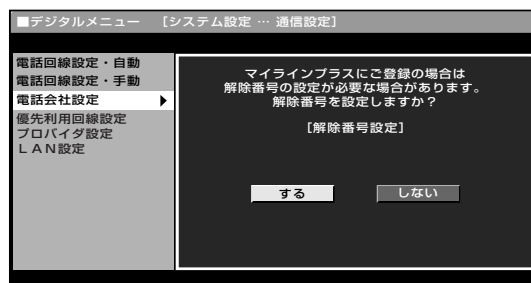 ■デジタルメニュー　[システム設定 … 通信設定]
電話回線設定・自動
電話回線設定・手動
電話会社設定
優先利用回線設定
プロバイダ設定
ＬＡＮ設定
マイラインプラスにご登録の場合は
解除番号の設定が必要な場合があります。
解除番号を設定しますか？
[解除番号設定]
する　しない